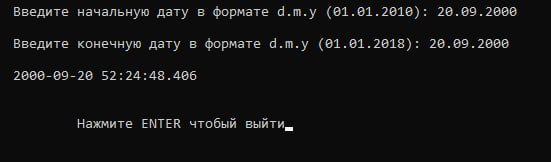 Введите начальную дату в формате d.m.y (01.01.2010): 20.09.2000
Введите конечную дату в формате d.m.y (01.01.2018): 20.09.2000
2000-09-20 52:24:48.406
Нажмите ENTER чтобый выйти